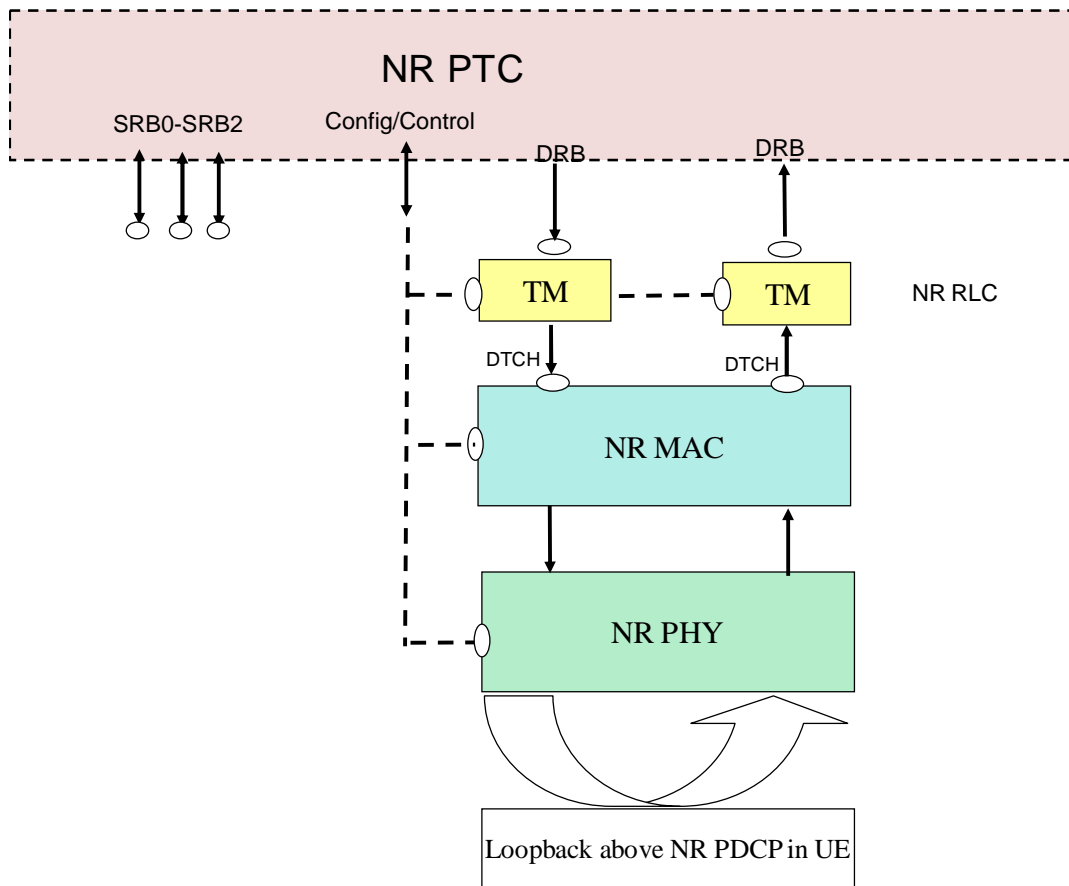 NR PTC
SRB0-SRB2
Config/Control
DRB
DRB
TM
TM
NR RLC
DTCH
DTCH
NR MAC
NR PHY
Loopback above NR PDCP in UE